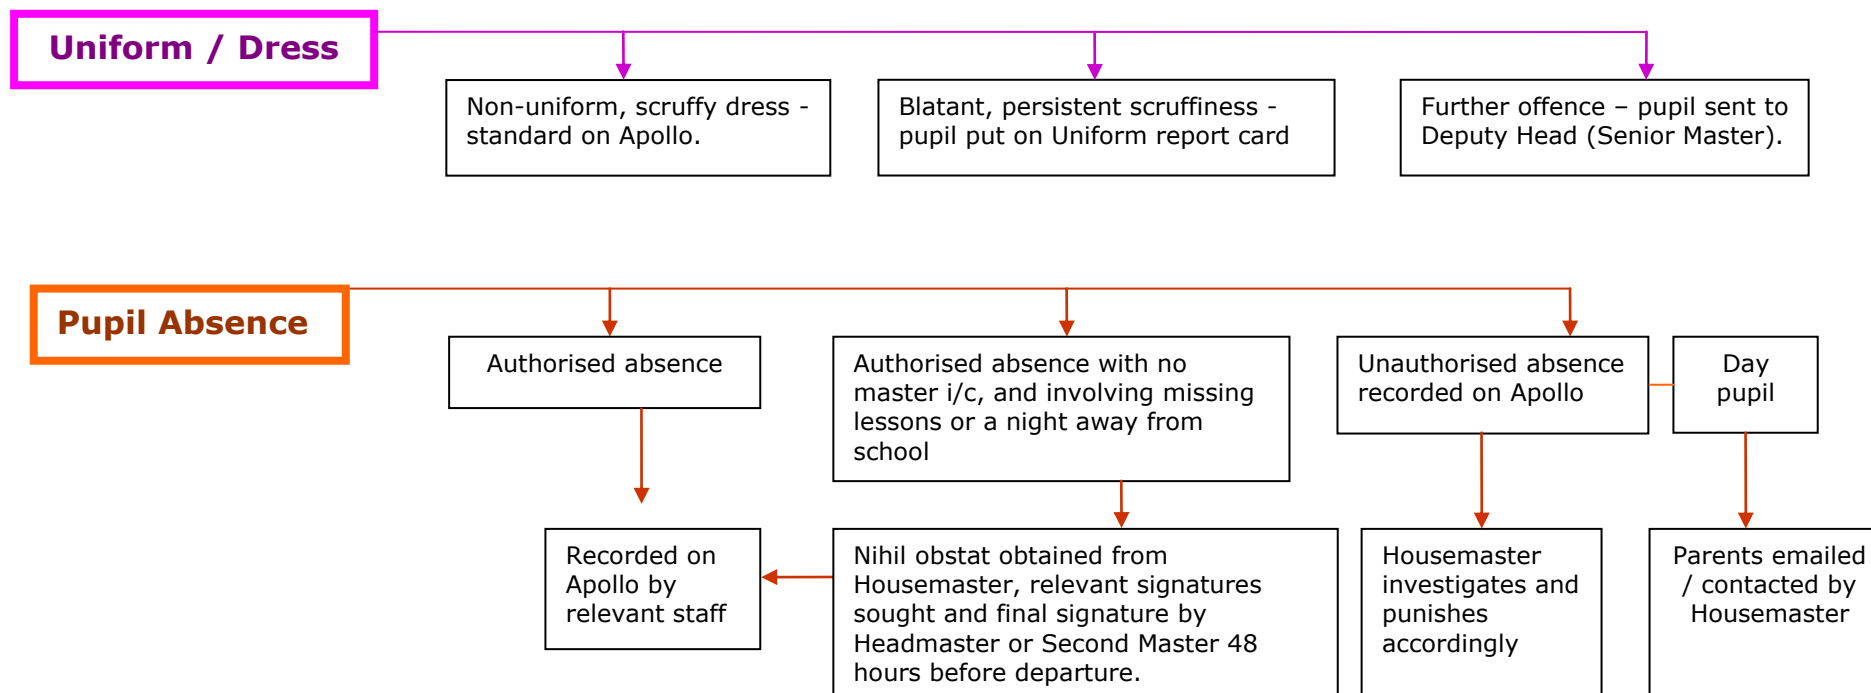 Uniform / Dress
Non-uniform, scruffy dress -
standard on Apollo.
Blatant, persistent scruffiness -
pupil put on Uniform report card
Further offence – pupil sent to
Deputy Head (Senior Master).
Pupil Absence
Authorised absence
Authorised absence with no
master i/c, and involving missing
lessons or a night away from
school
Unauthorised absence
recorded on Apollo
Day
pupil
Recorded on
Apollo by
relevant staff
Nihil obstat obtained from
Housemaster, relevant signatures
sought and final signature by
Headmaster or Second Master 48
hours before departure.
Housemaster
investigates and
punishes
accordingly
Parents emailed
/ contacted by
Housemaster